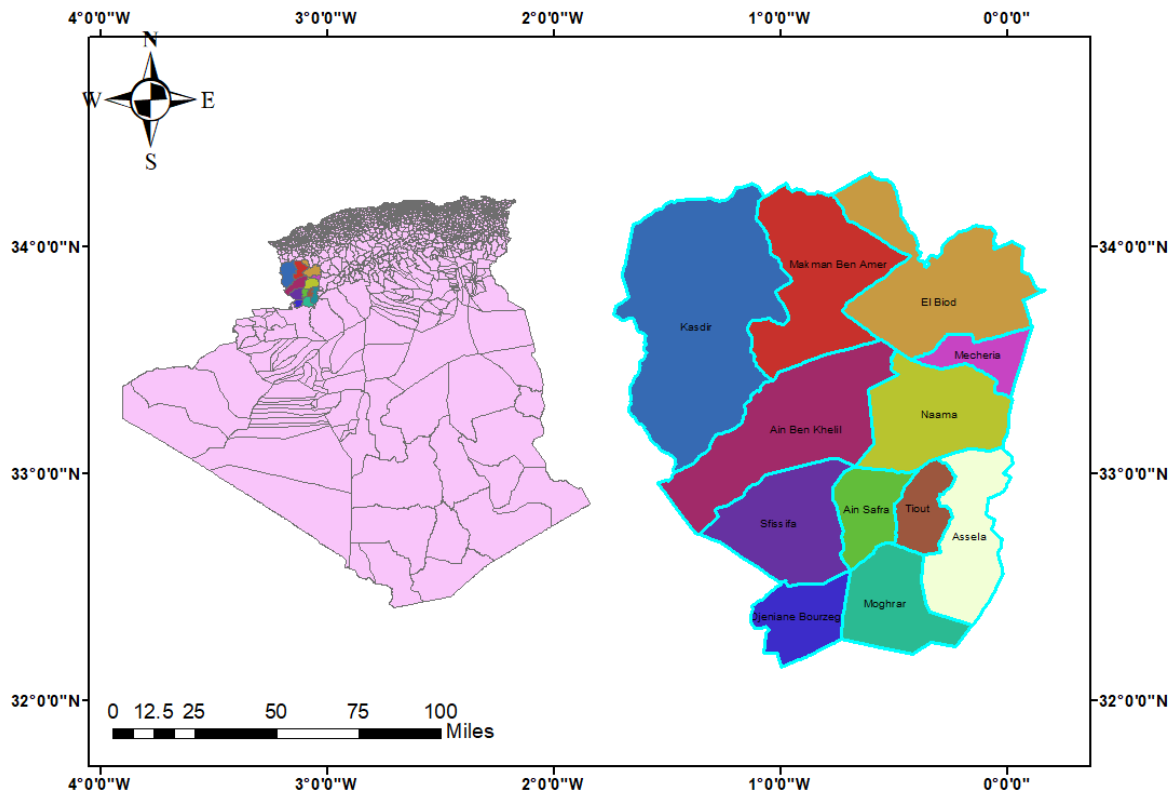 4°0'0"W 3°0'0"W 2°0'0"W 1°0'0"W 0°0'0"
N
W E
S
34°0'0"N 34°0'0"N
Makman Ben Amer
El Biod
Kasdir
Mecheria
Naama
Ain Ben Khelil
33°0'0"N 33°0'0"N
Ain Safra Tiout
Sfissifa
Assela
Moghrar
Djeniane Bourzeg
32°0'0"N 32°0'0"N
0 12.5 25 50 75 100
Miles
4°0'0"W 3°0'0"W 2°0'0"W 1°0'0"W 0°0'0"